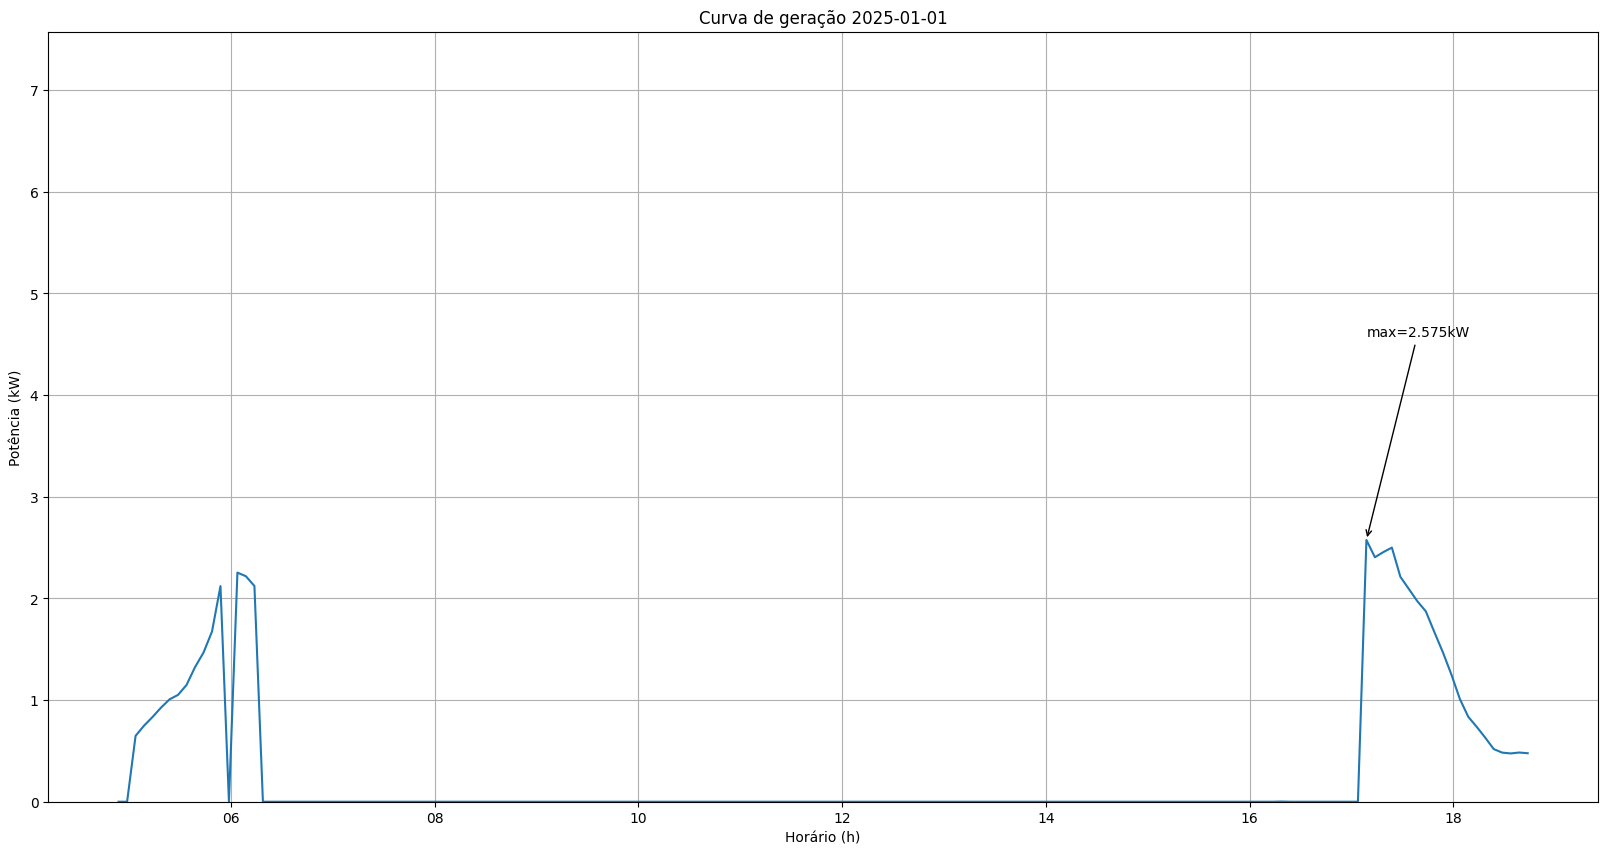 Curva de geração 2025-01-01
7
6
5
max=2.575kW
4
3
2
1
0
Potência (kW)
06 08 10 12 14 16 18
Horário (h)